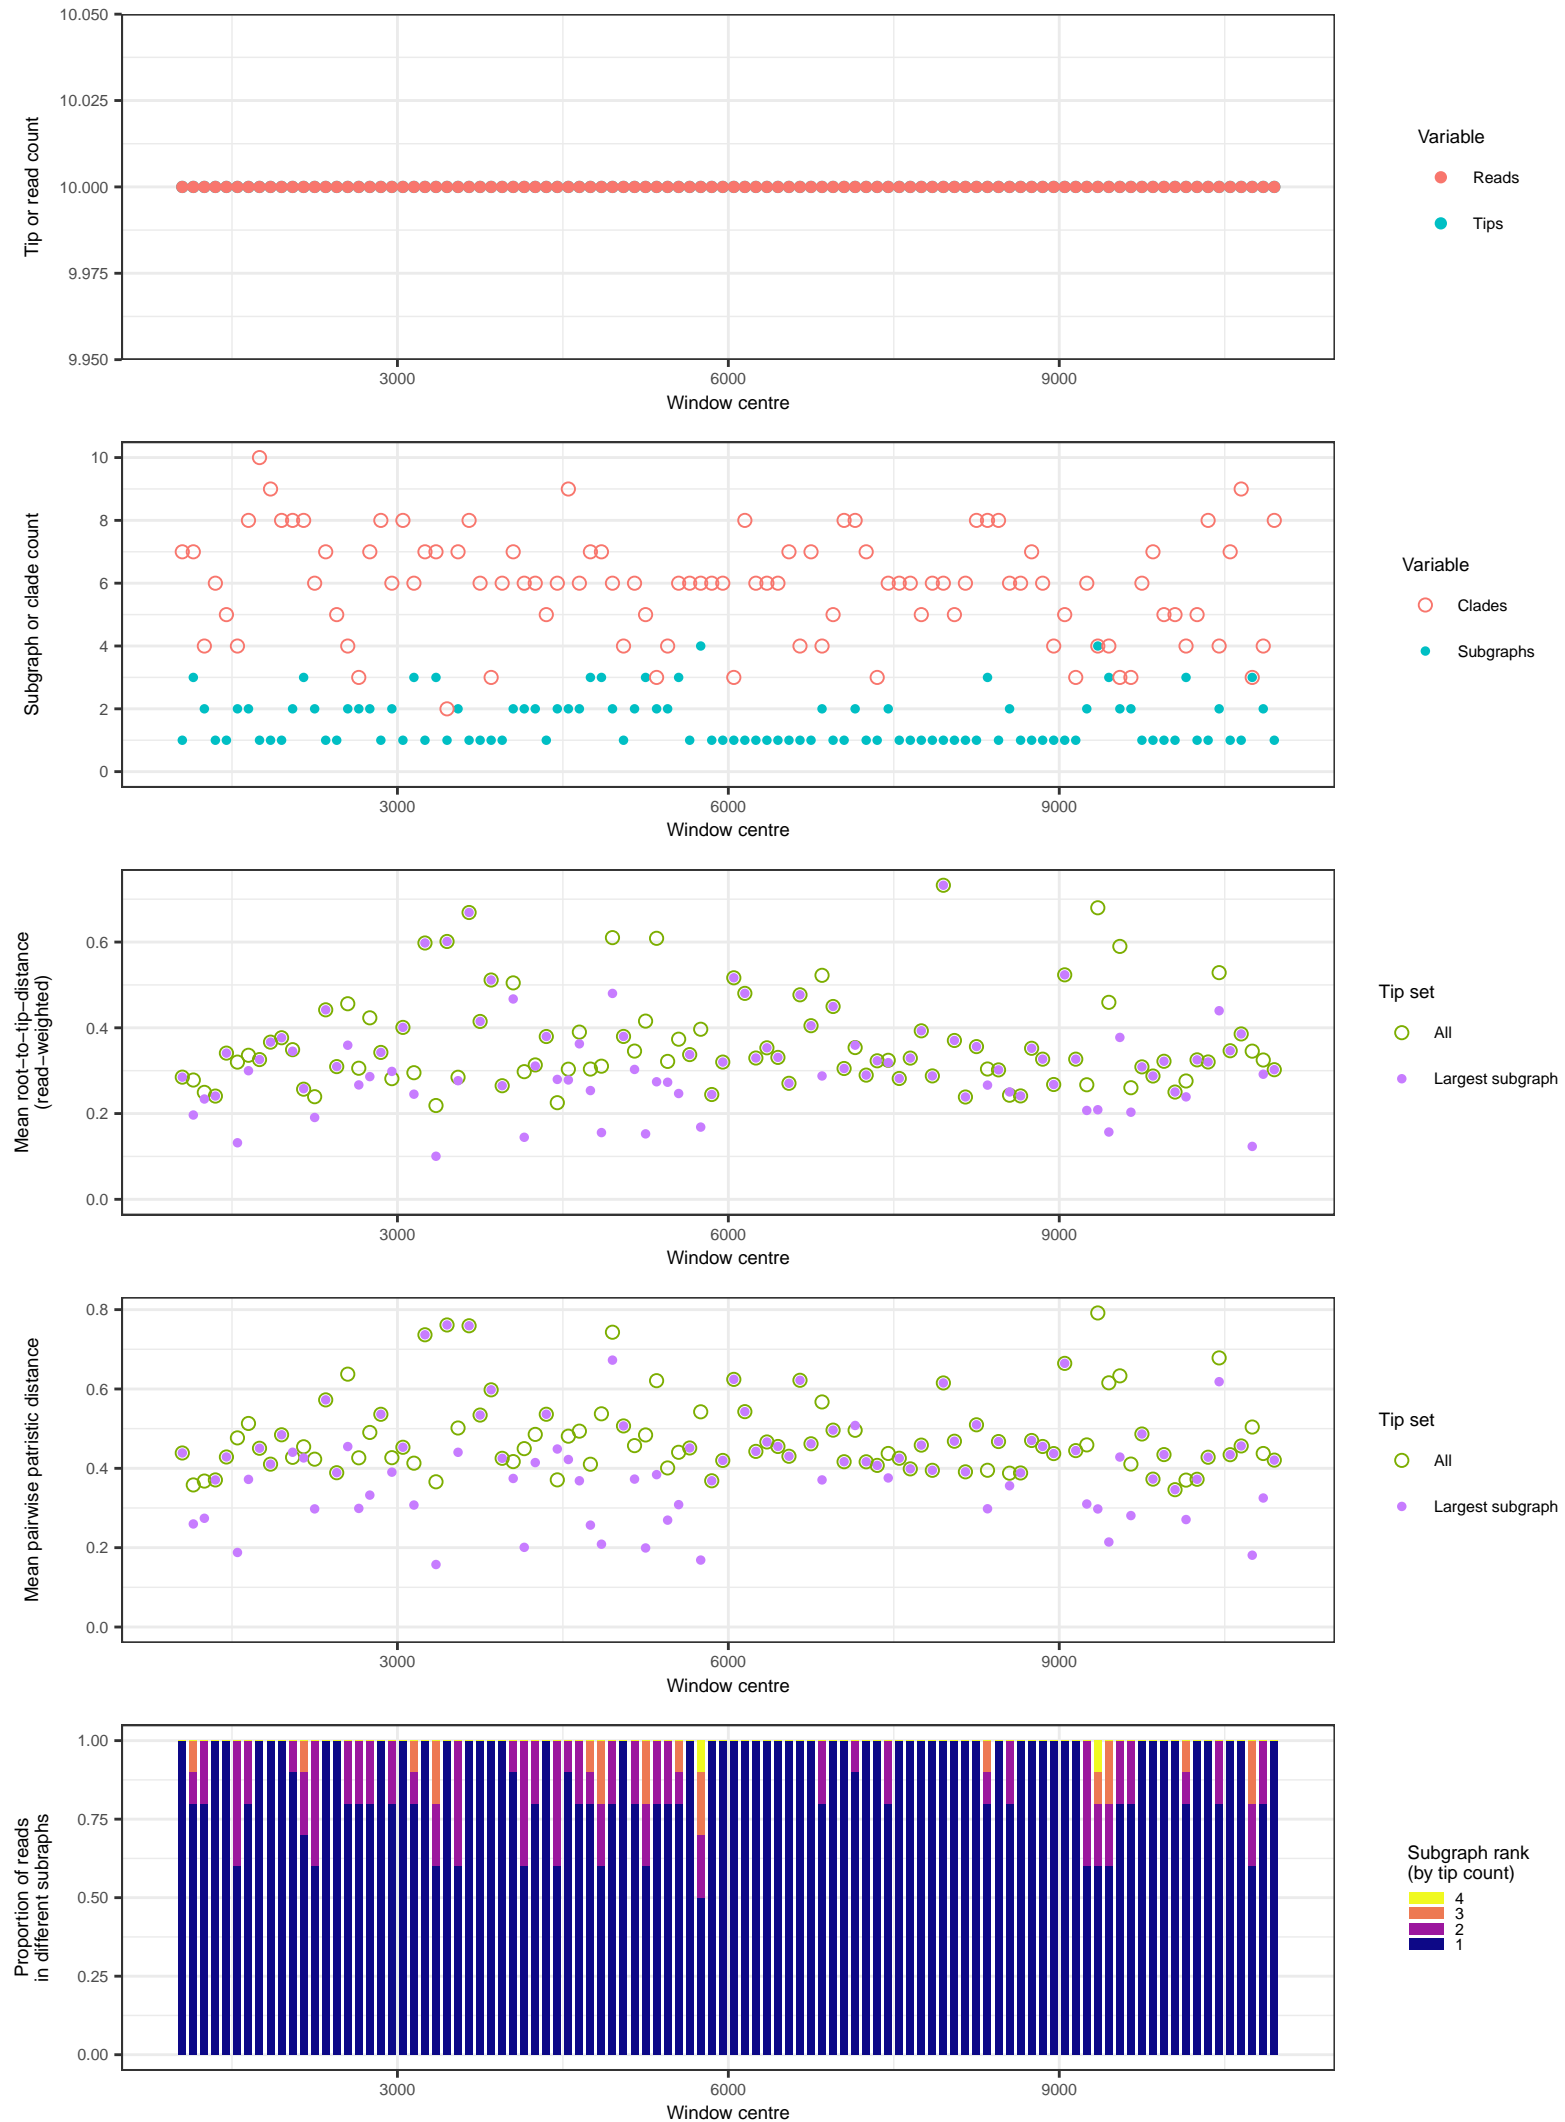 10.050
10.025
10.000
9.975
9.950
Tip or read count
3000
6000
9000
Window centre
Variable
Reads
Tips
10
8
6
4
2
0
Subgraph or clade count
3000
6000
9000
Window centre
Variable
Clades
Subgraphs
0.6
0.4
0.2
0.0
Mean root−to−tip−distance
(read−weighted)
3000
6000
9000
Window centre
Tip set
All
Largest subgraph
0.8
0.6
0.4
0.2
0.0
Mean pairwise patristic distance
3000
6000
9000
Window centre
Tip set
All
Largest subgraph
1.00
0.75
0.50
0.25
0.00
Proportion of reads
in different subraphs
3000
6000
9000
Window centre
Subgraph rank
(by tip count)
4
3
2
1